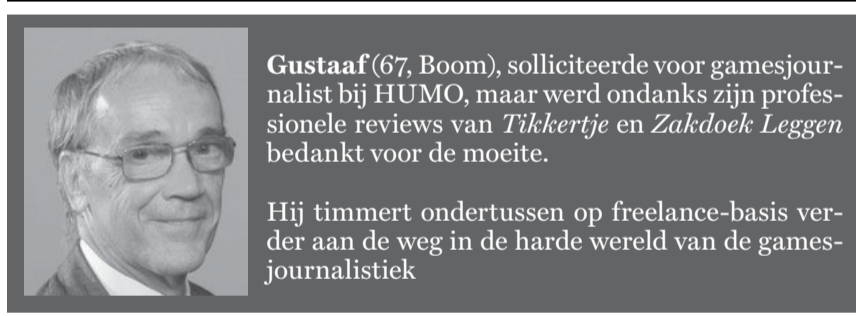 Gustaaf (67, Boom), solliciteerde voor gamesjour-
nalist bij HUMO, maar werd ondanks zijn profes-
sionele reviews van Tikkertje en Zakdoek Leggen
bedankt voor de moeite.
Hij timmert ondertussen op freelance-basis ver-
der aan de weg in de harde wereld van de games-
journalistiek